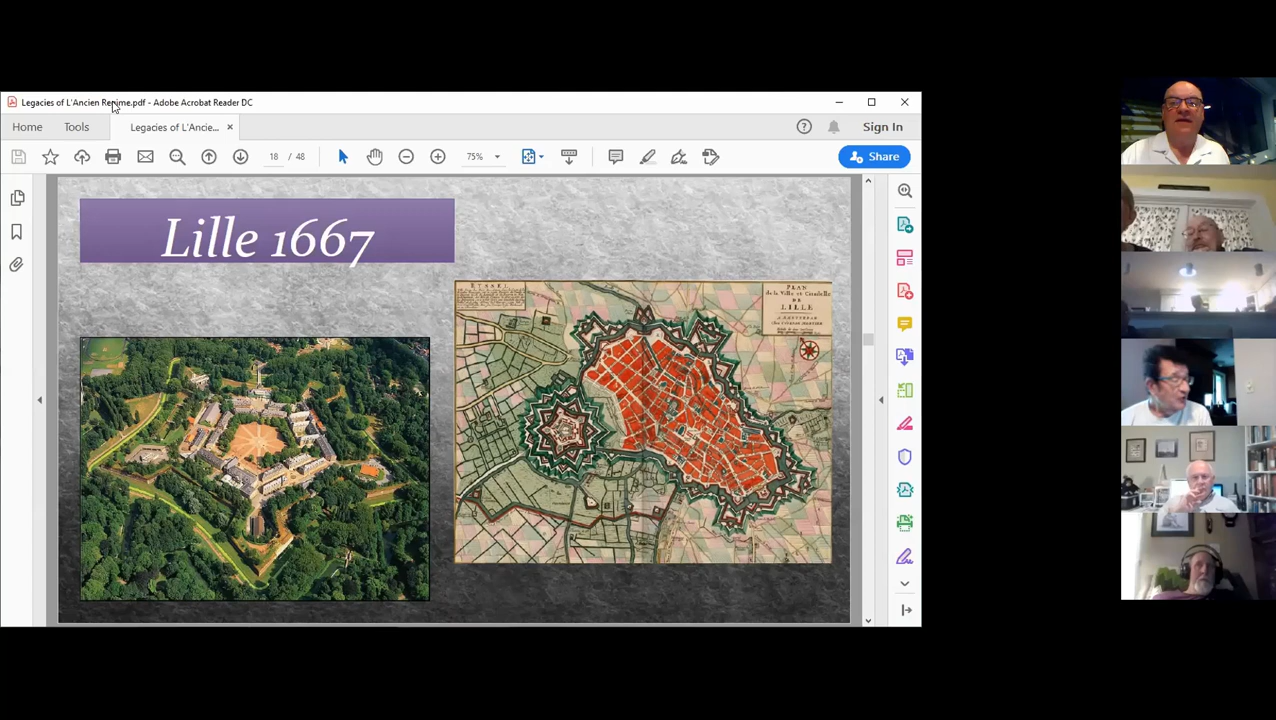 Legacies of L'Ancien Regime.pdf - Adobe Acrobat Reader DC
Home
Tools
Legacies of L'Ancie...
Sign In
18 / 48
75%
Share
Lille 1667
PLAN
de la Ville et Citadelle
DE
LILLE